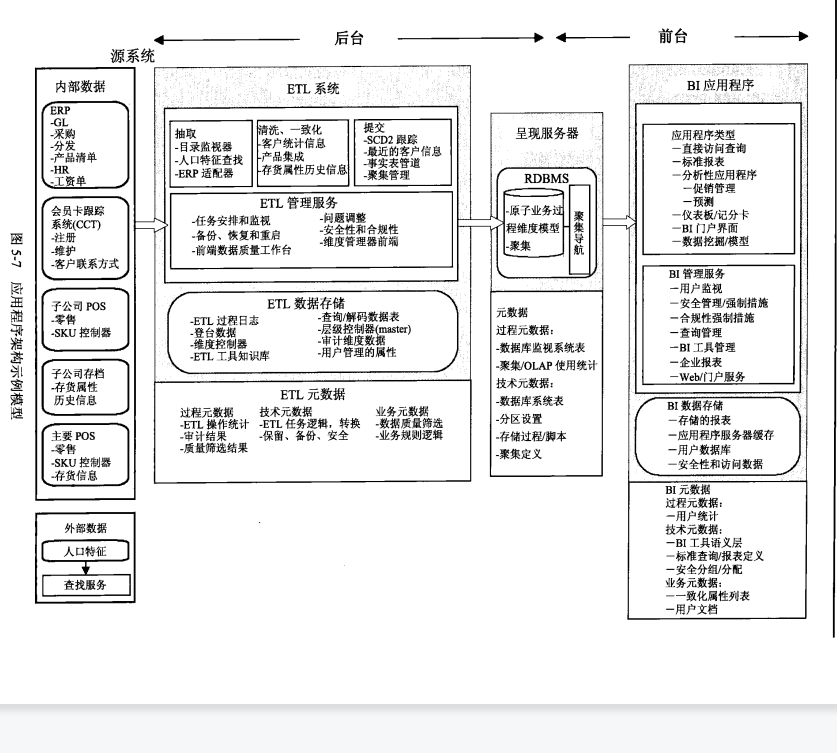 后台
前台
源系统
内部数据
ERP
-GL
-采购
-分发
-产品清单
-HR
-工资单
会员卡跟踪
系统(CCT)
-注册
-维护
-客户联系方式
子公司 POS
-零售
-SKU 控制器
子公司存档
-存货属性
历史信息
主要 POS
-零售
-SKU 控制器
-存货信息
外部数据
人口特征
查找服务
ETL 系统
抽取
-目录监视器
-人口特征查找
-ERP 适配器
清洗、一致化
-客户统计信息
-产品集成
-存货属性历史信息
提交
-SCD2 跟踪
-最近的客户信息
-事实表管道
-聚集管理
ETL 管理服务
-任务安排和监视
-备份、恢复和重启
-前端数据质量工作台
-问题调整
-安全性和合规性
-维度管理器前端
ETL 数据存储
-ETL 过程日志
-登台数据
-维度控制器
-ETL 工具知识库
-查询/解码数据表
-层级控制器(master)
-审计维度数据
-用户管理的属性
ETL 元数据
过程元数据
-ETL 操作统计
-审计结果
-质量筛选结果
技术元数据
-ETL 任务逻辑，转换
-保留、备份、安全
业务元数据
-数据质量筛选
-业务规则逻辑
呈现服务器
RDBMS
-原子业务过
程维度模型
-聚集
聚集导航
元数据
过程元数据：
-数据库监视系统表
-聚集/OLAP 使用统计
技术元数据：
-数据库系统表
-分区设置
-存储过程/脚本
-聚集定义
BI 应用程序
应用程序类型
－直接访问查询
－标准报表
－分析性应用程序
－促销管理
－预测
－仪表板/记分卡
－BI 门户界面
－数据挖掘/模型
BI 管理服务
－用户监视
－安全管理/强制措施
－合规性强制措施
－查询管理
－BI 工具管理
－企业报表
－Web/门户服务
BI 数据存储
－存储的报表
－应用程序服务器缓存
－用户数据库
－安全性和访问数据
BI 元数据
过程元数据：
－用户统计
技术元数据：
－BI 工具语义层
－标准查询/报表定义
－安全分组/分配
业务元数据：
－一致化属性列表
－用户文档
图 5-7 应用程序架构示例模型